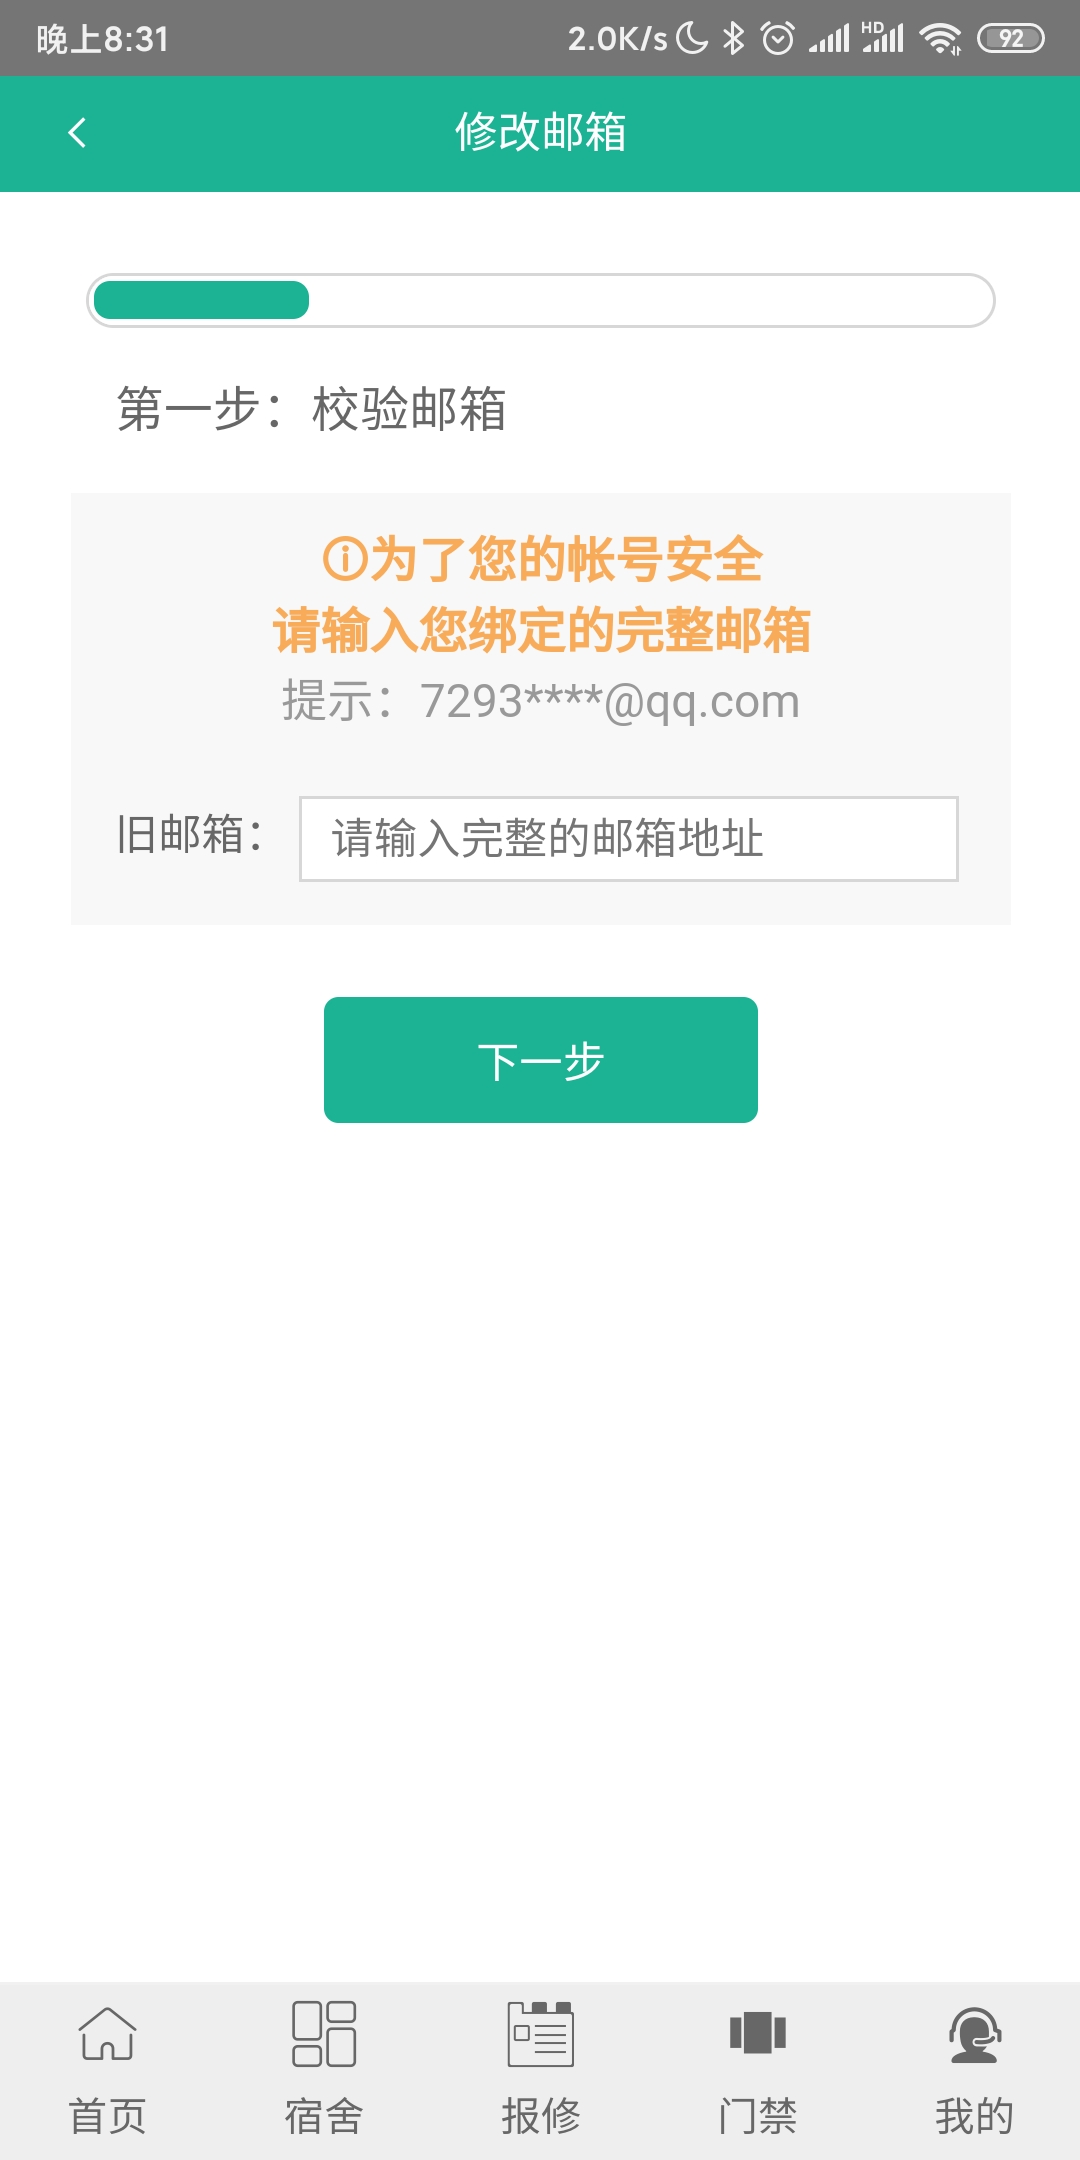 晚上8:31
2.0K/s HD 92
修改邮箱
第一步：校验邮箱
为了您的帐号安全
请输入您绑定的完整邮箱
提示：7293****@qq.com
旧邮箱：
请输入完整的邮箱地址
下一步
首页 宿舍 报修 门禁 我的